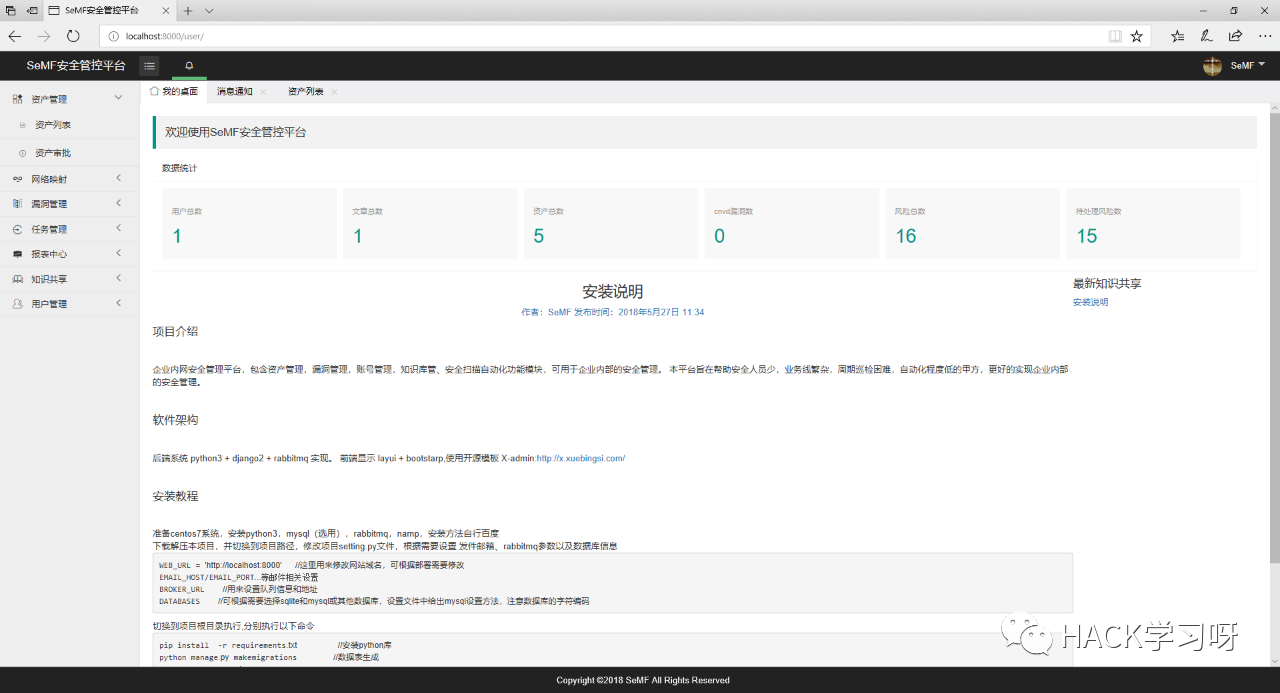 SeMF安全管控平台
localhost:8000/user/
SeMF安全管控平台
SeMF
资产管理
资产列表
资产审批
网络映射
漏洞管理
任务管理
报表中心
知识共享
用户管理
我的桌面 消息通知 资产列表
欢迎使用SeMF安全管控平台
数据统计
用户总数 文章总数 资产总数 cnvd漏洞数 风险总数 待处理风险数
1 1 5 0 16 15
安装说明
作者：SeMF 发布时间：2018年5月27日 11:34
最新知识共享
安装说明
项目介绍
企业内网安全管理平台，包含资产管理，漏洞管理，账号管理，知识库管、安全扫描自动化功能模块，可用于企业内部的安全管理。 本平台旨在帮助安全人员少，业务线繁杂，周期巡检困难，自动化程度低的甲方，更好的实现企业内部
的安全管理。
软件架构
后端系统 python3 + django2 + rabbitmq 实现。 前端显示 layui + bootstarp,使用开源模板 X-admin:http://x.xuebingsi.com/
安装教程
准备centos7系统，安装python3，mysql（选用），rabbitmq，namp，安装方法自行百度
下载解压本项目，并切换到项目路径，修改项目setting.py文件，根据需要设置 发件邮箱、rabbitmq参数以及数据库信息
WEB_URL = 'http://localhost:8000' //这里用来修改网站域名，可根据部署需要修改
EMAIL_HOST/EMAIL_PORT...等邮件相关设置
BROKER_URL //用来设置队列信息和地址
DATABASES //可根据需要选择sqlite和mysql或其他数据库，设置文件中给出mysql设置方法，注意数据库的字符编码
切换到项目根目录执行,分别执行以下命令
pip install -r requirements.txt //安装python库
python manage.py makemigrations //数据表生成
HACK学习呀
Copyright ©2018 SeMF All Rights Reserved